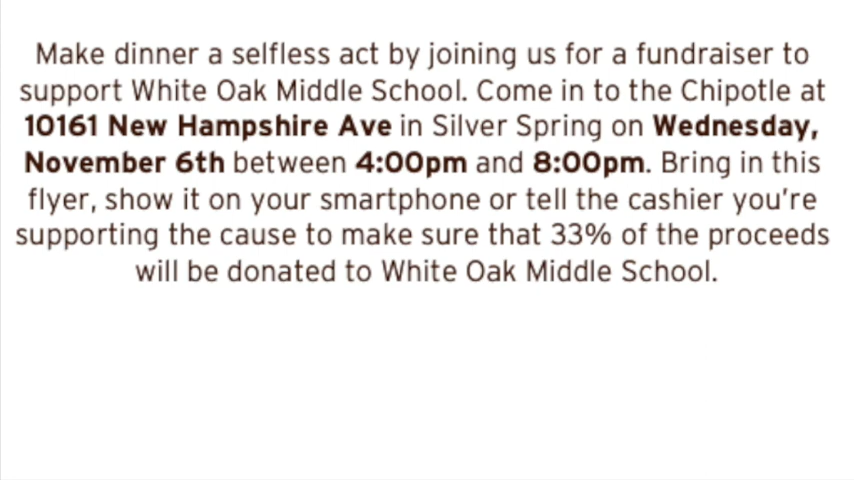 Make dinner a selfless act by joining us for a fundraiser to
support White Oak Middle School. Come in to the Chipotle at
10161 New Hampshire Ave in Silver Spring on Wednesday,
November 6th between 4:00pm and 8:00pm. Bring in this
flyer, show it on your smartphone or tell the cashier you're
supporting the cause to make sure that 33% of the proceeds
will be donated to White Oak Middle School.